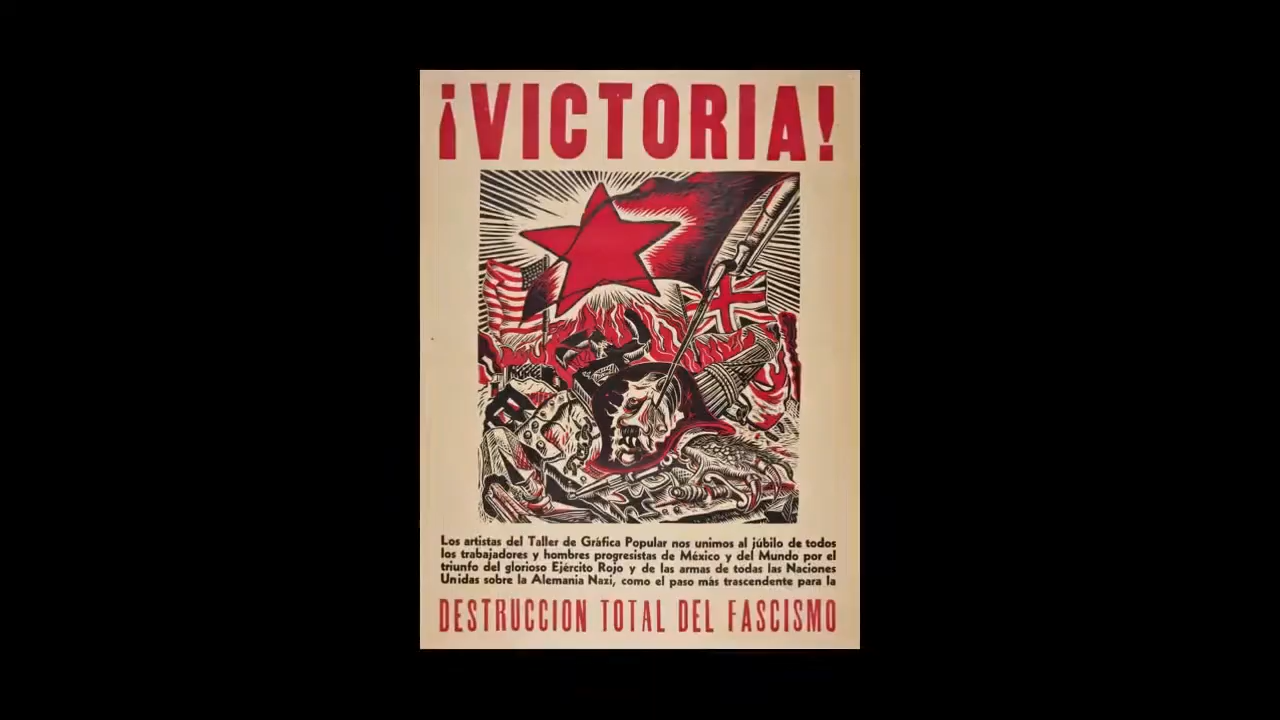 ¡VICTORIA!
Los artistas del Taller de Gráfica Popular nos unimos al júbilo de todos
los trabajadores y hombres progresistas de México y del Mundo por el
triunfo del glorioso Ejército Rojo y de las armas de todas las Naciones
Unidas sobre la Alemania Nazi, como el paso más trascendente para la
DESTRUCCION TOTAL DEL FASCISMO